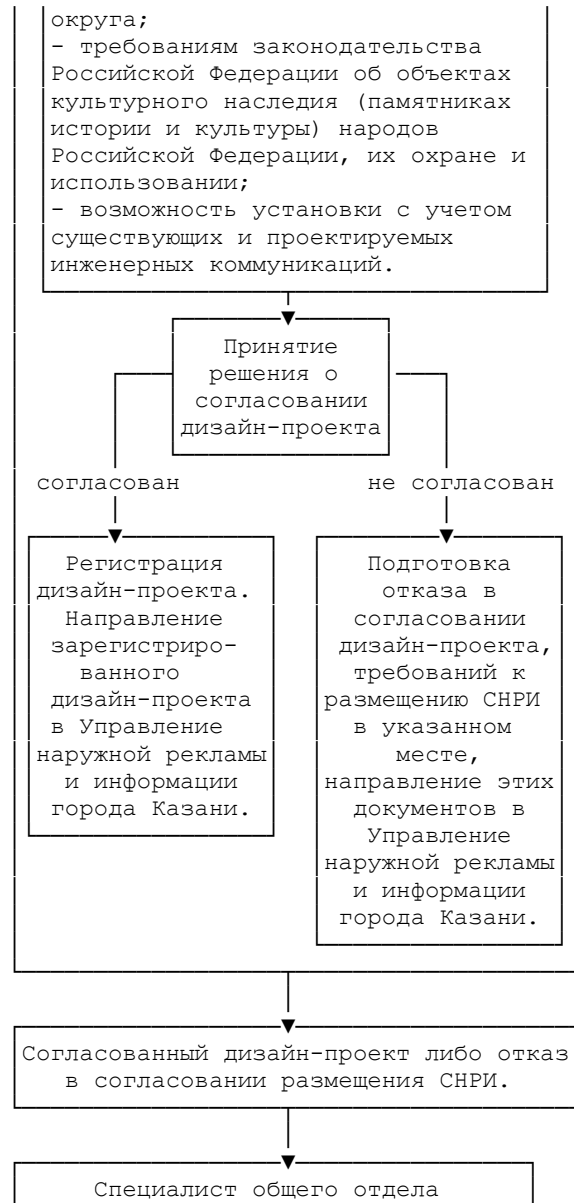 округа;
- требованиям законодательства
Российской Федерации об объектах
культурного наследия (памятниках
истории и культуры) народов
Российской Федерации, их охране и
использовании;
- возможность установки с учетом
существующих и проектируемых
инженерных коммуникаций.
Принятие
решения о
согласовании
дизайн-проекта
согласован
не согласован
Регистрация
дизайн-проекта.
Направление
зарегистриро-
ванного
дизайн-проекта
в Управление
наружной рекламы
и информации
города Казани.
Подготовка
отказа в
согласовании
дизайн-проекта,
требований к
размещению СНРИ
в указанном
месте,
направление этих
документов в
Управление
наружной рекламы
и информации
города Казани.
Согласованный дизайн-проект либо отказ
в согласовании размещения СНРИ.
Специалист общего отдела